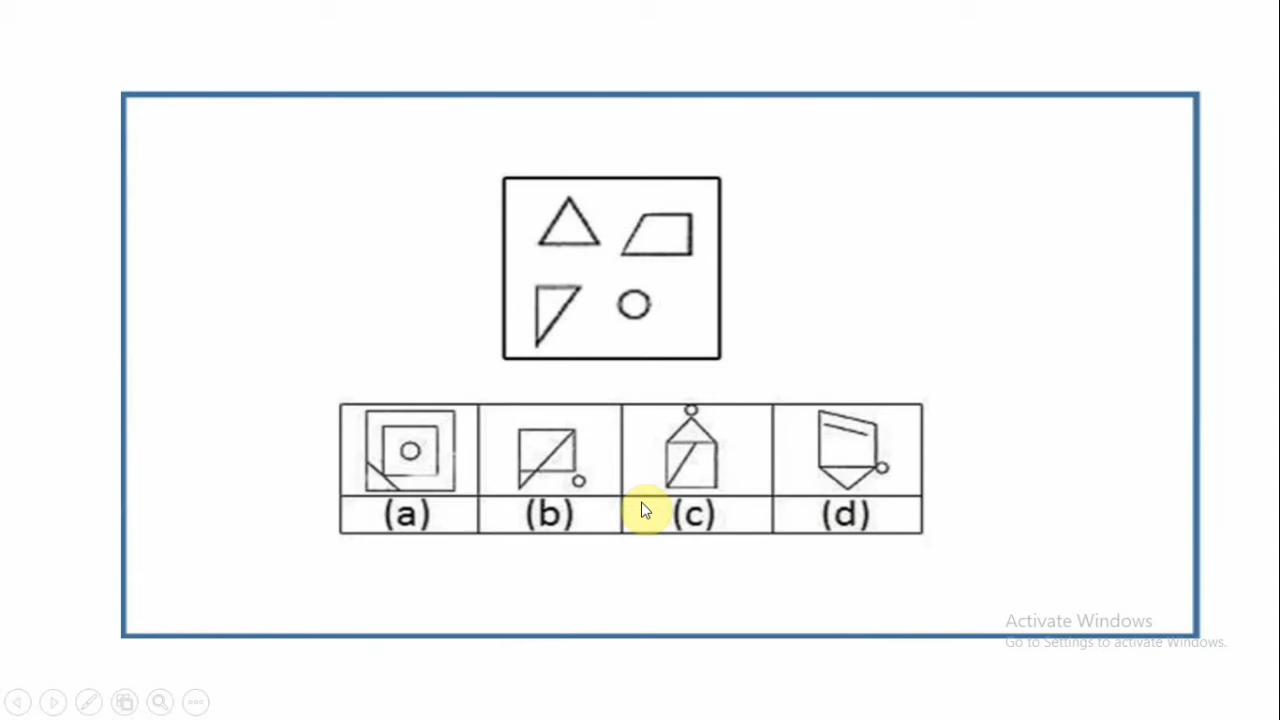 (a) (b) (c) (d)
Activate Windows
Go to Settings to activate Windows.